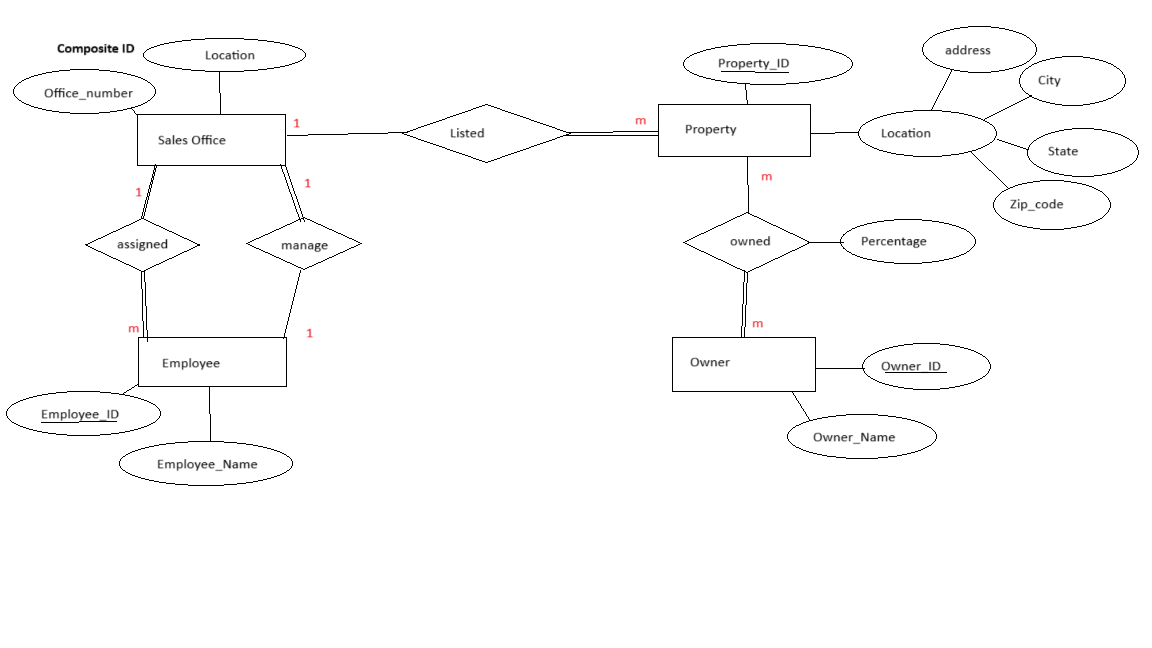 Composite ID
Location
Office_number
Sales Office
1
Listed
m
Property_ID
Property
Location
address
City
State
Zip_code
1
1
assigned
manage
m
owned
Percentage
m
1
m
Employee
Employee_ID
Employee_Name
Owner
Owner_ID
Owner_Name